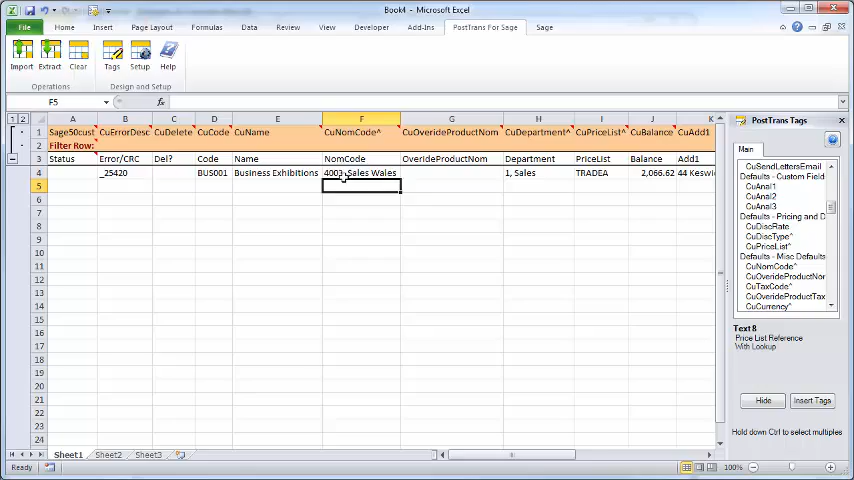 Book4 - Microsoft Excel
File Home Insert Page Layout Formulas Data Review View Developer Add-Ins PostTrans For Sage Sage
Import Extract Clear Tags Setup Help
Operations Design and Setup
F5 fx
A B C D E F G H I J K
1 Sage50cust CuErrorDesc CuDelete CuCode CuName CuNomCode^ CuOverideProductNom CuDepartment^ CuPriceList^ CuBalance CuAdd1
2 Filter Row:
3 Status Error/CRC Del? Code Name NomCode OverideProductNom Department PriceList Balance Add1
4 _25420 BUS001 Business Exhibitions 4003, Sales Wales 1, Sales TRADEA 2,066.62 44 Keswi
5
6
7
8
9
10
11
12
13
14
15
16
17
18
19
20
21
22
23
24
Sheet1 Sheet2 Sheet3
Ready 100%
PostTrans Tags
Main
CuSendLettersEmail
Defaults - Custom Field
CuAnal1
CuAnal2
CuAnal3
Defaults - Pricing and D
CuDiscRate
CuDiscType^
CuPriceList^
Defaults - Misc Defaults
CuNomCode^
CuOverideProductNor
CuTaxCode^
CuOverideProductTax
CuCurrency^
Text8
Price List Reference
With Lookup
Hide Insert Tags
Hold down Ctrl to select multiples